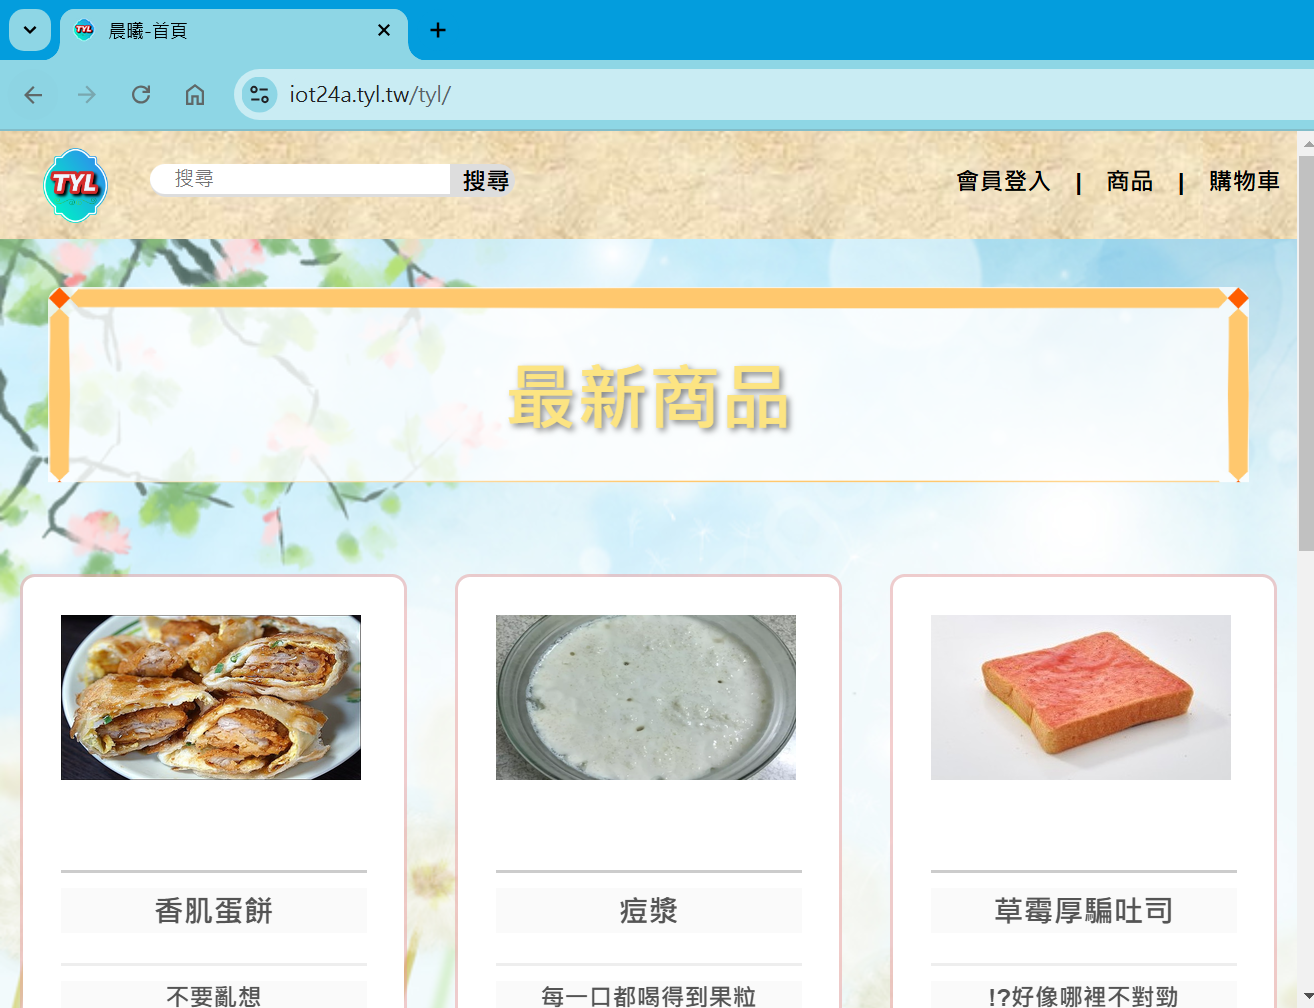 晨曦-首頁
iot24a.tyl.tw/tyl/
TYL
搜尋 搜尋 會員登入 | 商品 | 購物車
最新商品
香肌蛋餅 痘漿 草霉厚騙吐司
不要亂想 每一口都喝得到果粒 !?好像哪裡不對勁